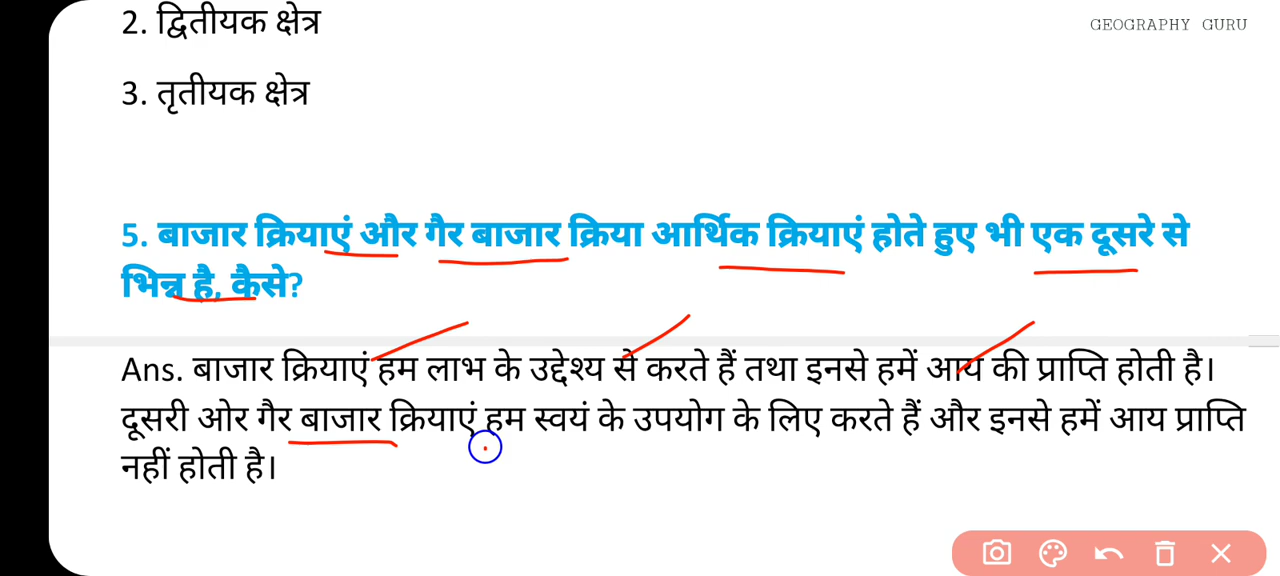 2. द्वितीयक क्षेत्र
GEOGRAPHY GURU
3. तृतीयक क्षेत्र
5. बाजार क्रियाएं और गैर बाजार क्रिया आर्थिक क्रियाएं होते हुए भी एक दूसरे से
भिन्न है, कैसे?
Ans. बाजार क्रियाएं हम लाभ के उद्देश्य से करते हैं तथा इनसे हमें आय की प्राप्ति होती है।
दूसरी ओर गैर बाजार क्रियाएं हम स्वयं के उपयोग के लिए करते हैं और इनसे हमें आय प्राप्ति
नहीं होती है।